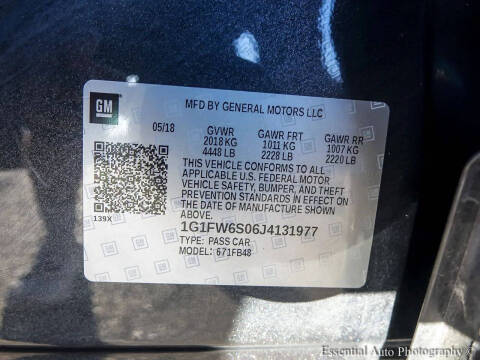 GM
MFD BY GENERAL MOTORS LLC
05/18
GVWR GAWR FRT GAWR RR
2018 KG 1011 KG 1007 KG
4448 LB 2228 LB 2220 LB
THIS VEHICLE CONFORMS TO ALL
APPLICABLE U.S. FEDERAL MOTOR
VEHICLE SAFETY, BUMPER, AND THEFT
PREVENTION STANDARDS IN EFFECT ON
THE DATE OF MANUFACTURE SHOWN
ABOVE.
139X
1G1FW6S06J4131977
TYPE: PASS CAR
MODEL: 671FB48
Essential Auto Photography ©